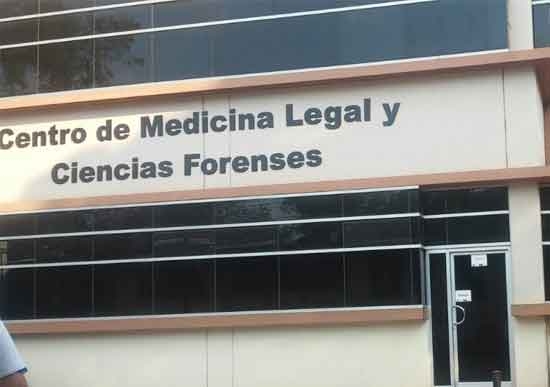 Centro de Medicina Legal y
Ciencias Forenses